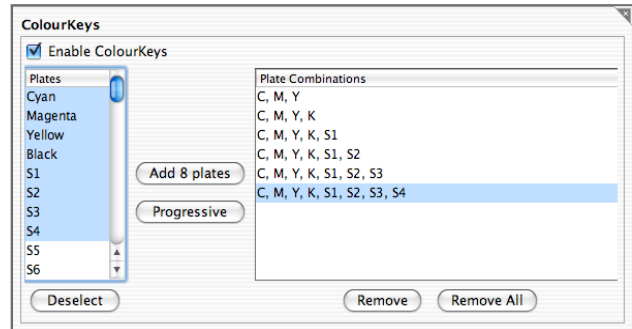 ColourKeys
Enable ColourKeys
Plates
Cyan
Magenta
Yellow
Black
S1
S2
S3
S4
S5
S6
Add 8 plates
Progressive
Plate Combinations
C, M, Y
C, M, Y, K
C, M, Y, K, S1
C, M, Y, K, S1, S2
C, M, Y, K, S1, S2, S3
C, M, Y, K, S1, S2, S3, S4
Deselect
Remove
Remove All